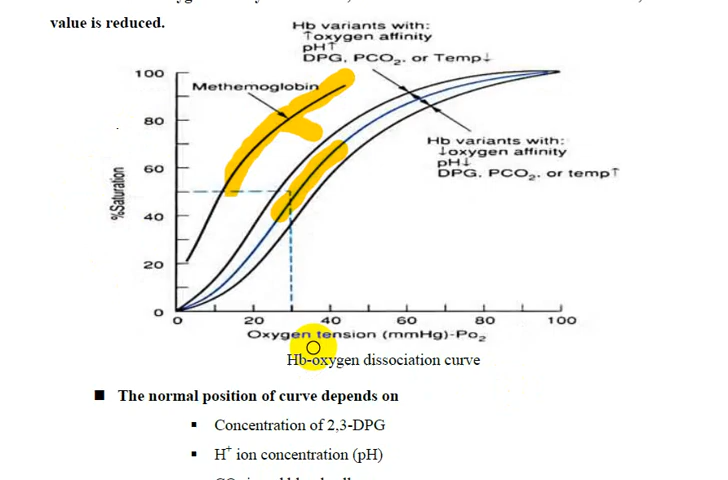 value is reduced.
Hb variants with:
↑oxygen affinity
pH↑
DPG, PCO₂, or Temp↓
Methemoglobin
Hb variants with:
↓oxygen affinity
pH↓
DPG. PCO₂. or temp↑
%Saturation
100
80
60
40
20
0
0 20 40 60 80 100
Oxygen tension (mmHg)-Po₂
Hb-oxygen dissociation curve
■ The normal position of curve depends on
▪ Concentration of 2,3-DPG
▪ H⁺ ion concentration (pH)